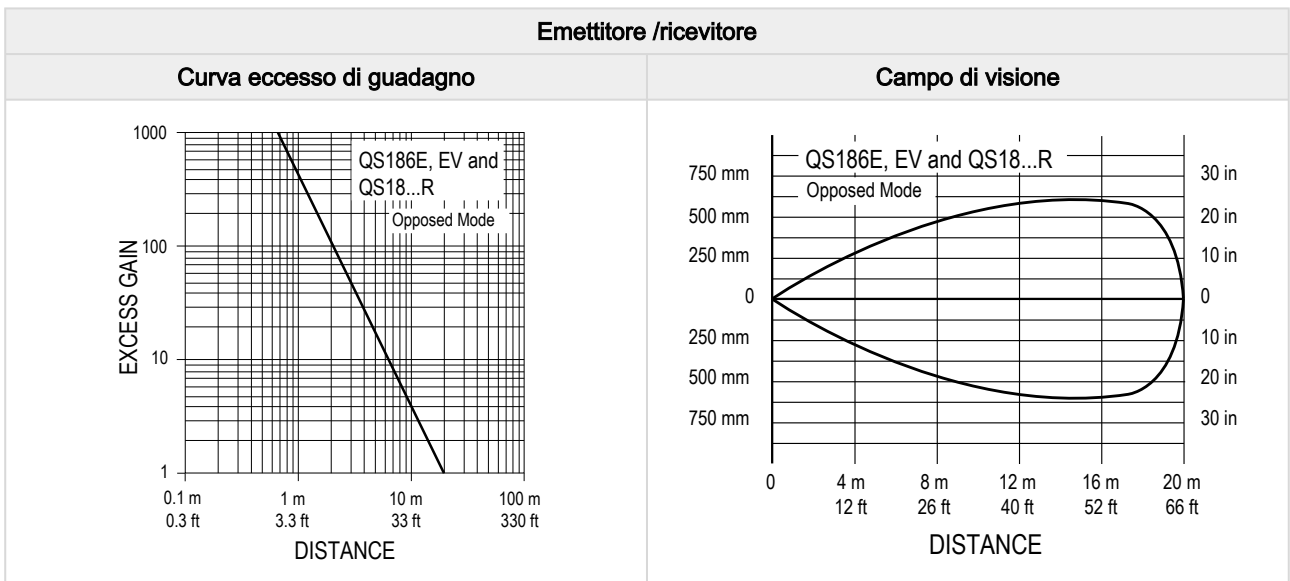 Emettitore /ricevitore
Curva eccesso di guadagno
Campo di visione
1000
100
10
1
EXCESS GAIN
QS186E, EV and
QS18...R
Opposed Mode
0.1 m
1 m
10 m
100 m
0.3 ft
3.3 ft
33 ft
330 ft
DISTANCE
QS186E, EV and QS18...R
Opposed Mode
750 mm
500 mm
250 mm
0
250 mm
500 mm
750 mm
30 in
20 in
10 in
0
10 in
20 in
30 in
0
4 m
8 m
12 m
16 m
20 m
12 ft
26 ft
40 ft
52 ft
66 ft
DISTANCE